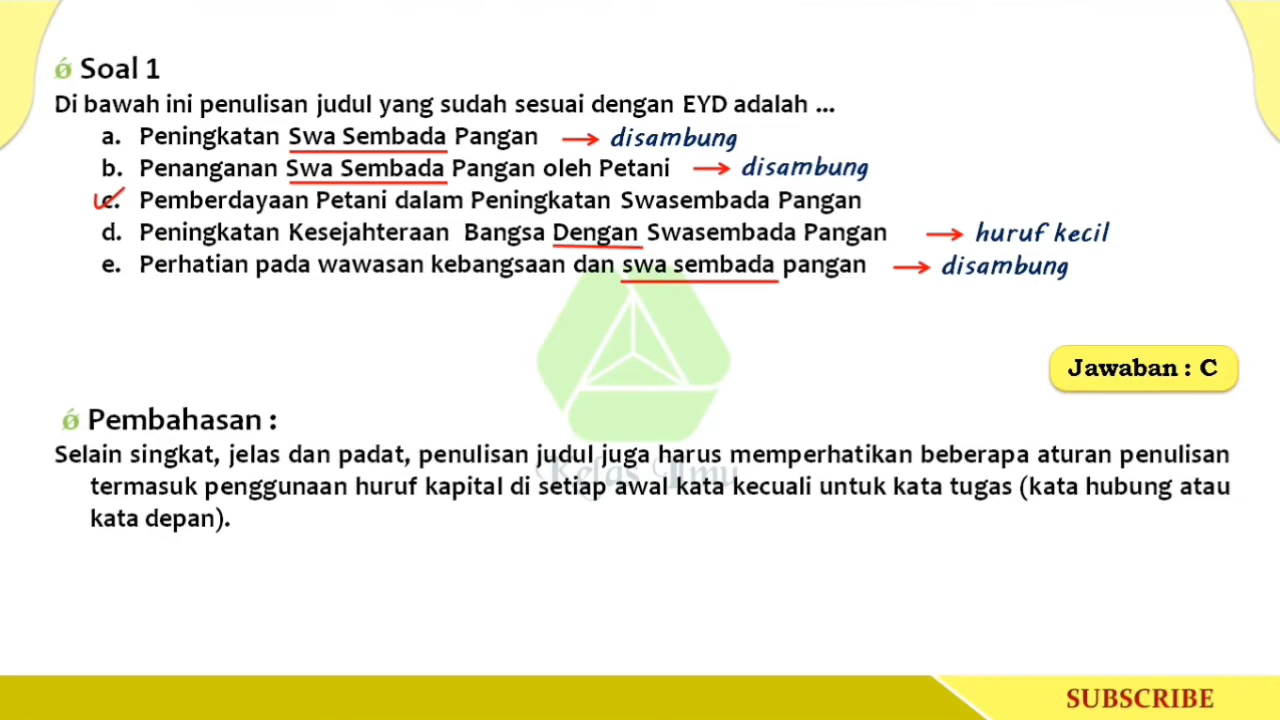 ǿ Soal 1
Di bawah ini penulisan judul yang sudah sesuai dengan EYD adalah ...
a. Peningkatan Swa Sembada Pangan → disambung
b. Penanganan Swa Sembada Pangan oleh Petani → disambung
c. Pemberdayaan Petani dalam Peningkatan Swasembada Pangan
d. Peningkatan Kesejahteraan Bangsa Dengan Swasembada Pangan → huruf kecil
e. Perhatian pada wawasan kebangsaan dan swa sembada pangan → disambung
Jawaban : C
ǿ Pembahasan :
Selain singkat, jelas dan padat, penulisan judul juga harus memperhatikan beberapa aturan penulisan
Kelas Ilmu
termasuk penggunaan huruf kapital di setiap awal kata kecuali untuk kata tugas (kata hubung atau
kata depan).
SUBSCRIBE